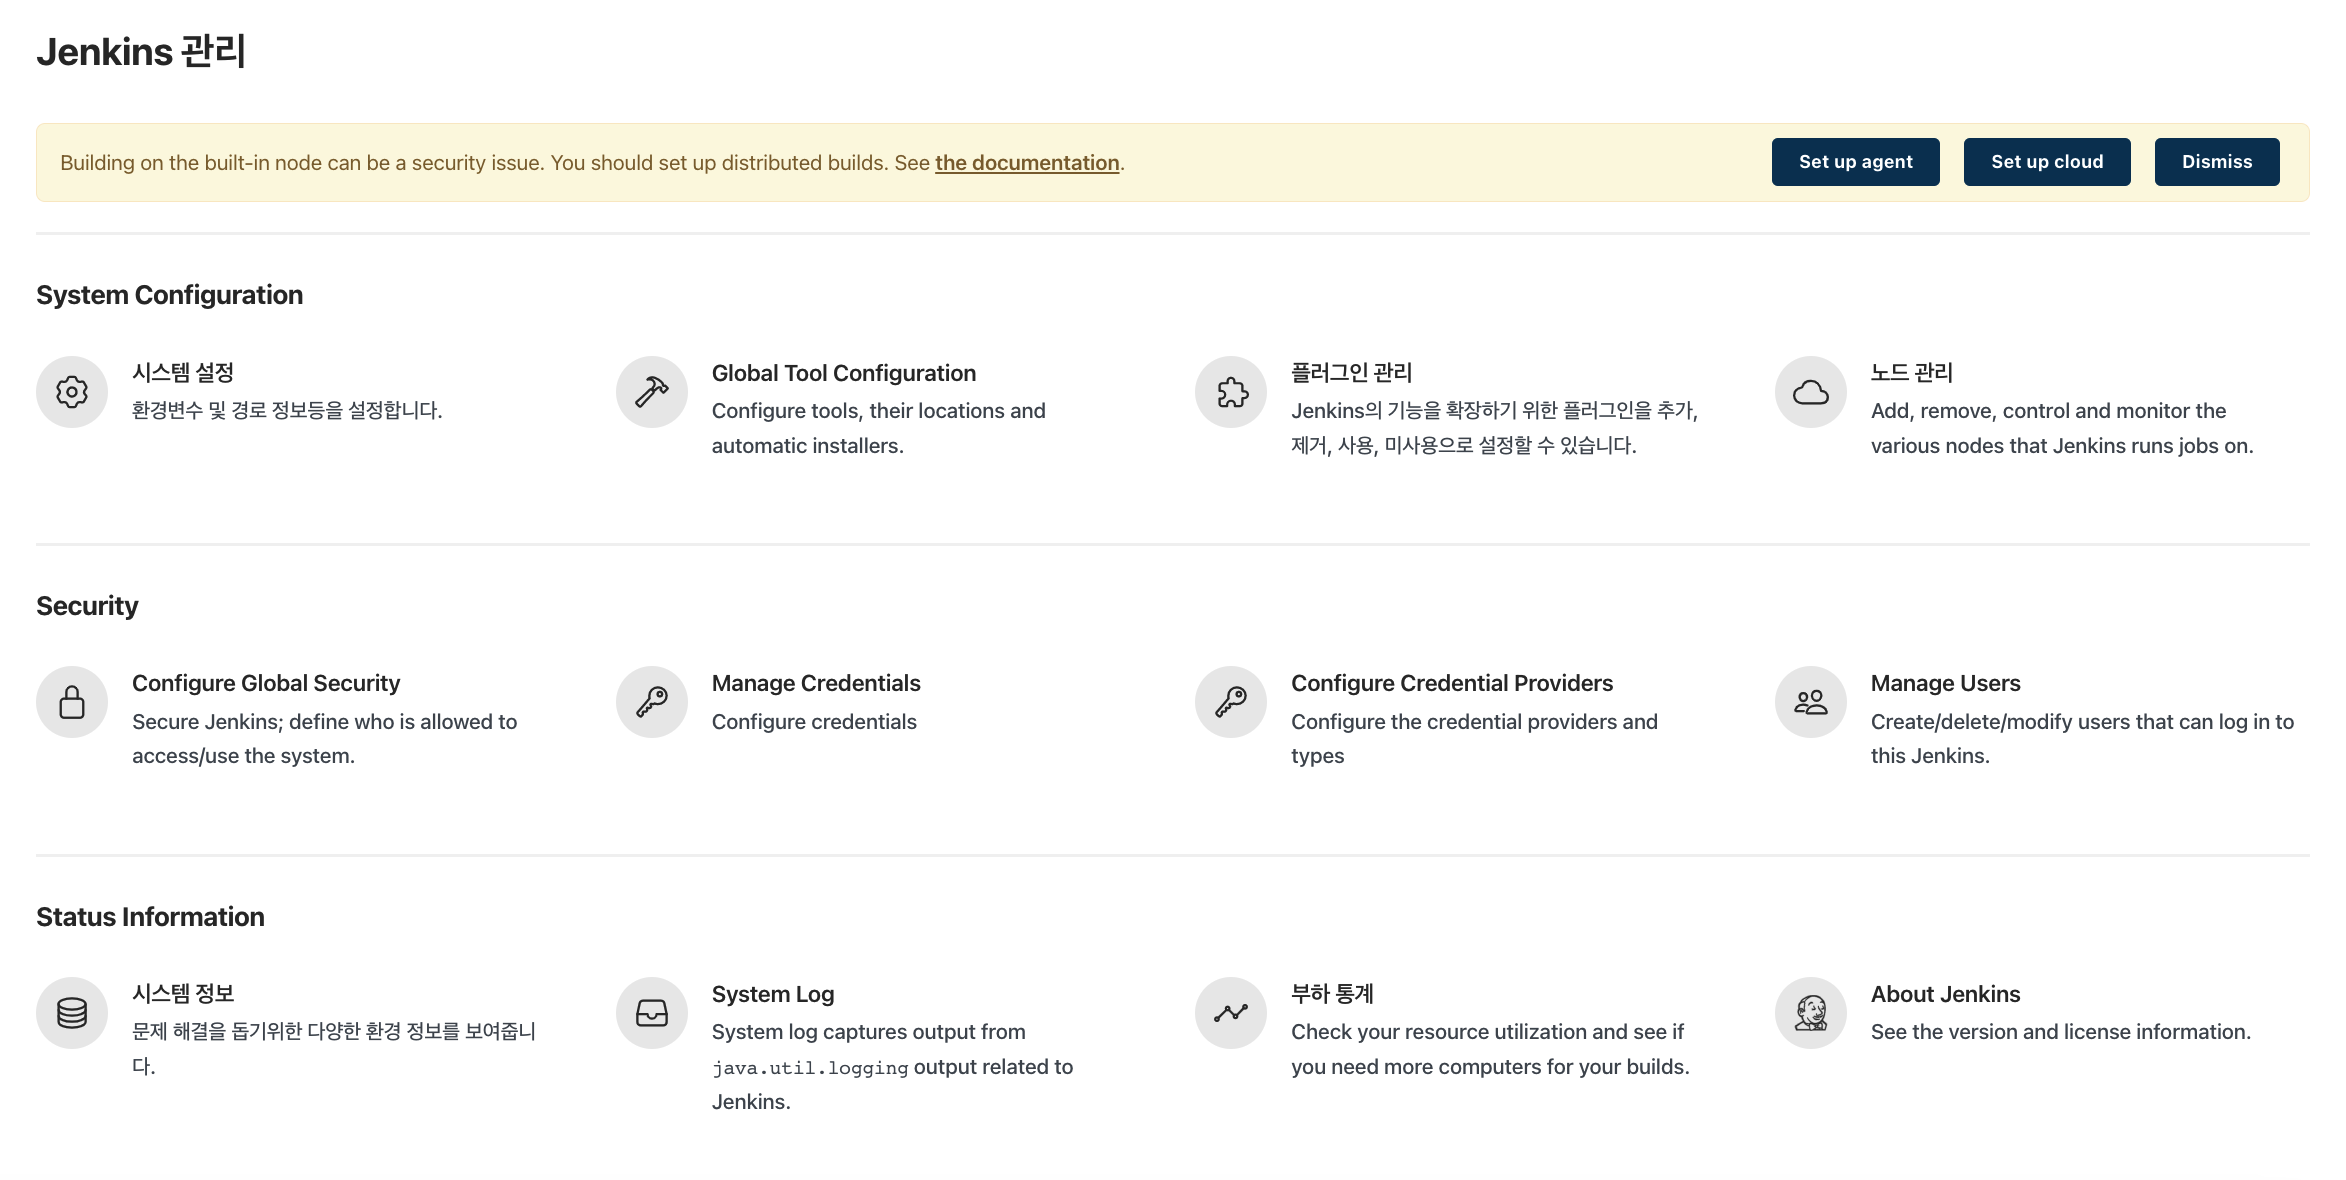 Jenkins 관리
Building on the built-in node can be a security issue. You should set up distributed builds. See the documentation.
Set up agent
Set up cloud
Dismiss
System Configuration
시스템 설정
환경변수 및 경로 정보등을 설정합니다.
Global Tool Configuration
Configure tools, their locations and
automatic installers.
플러그인 관리
Jenkins의 기능을 확장하기 위한 플러그인을 추가,
제거, 사용, 미사용으로 설정할 수 있습니다.
노드 관리
Add, remove, control and monitor the
various nodes that Jenkins runs jobs on.
Security
Configure Global Security
Secure Jenkins; define who is allowed to
access/use the system.
Manage Credentials
Configure credentials
Configure Credential Providers
Configure the credential providers and
types
Manage Users
Create/delete/modify users that can log in to
this Jenkins.
Status Information
시스템 정보
문제 해결을 돕기위한 다양한 환경 정보를 보여줍니
다.
System Log
System log captures output from
java.util.logging output related to
Jenkins.
부하 통계
Check your resource utilization and see if
you need more computers for your builds.
About Jenkins
See the version and license information.